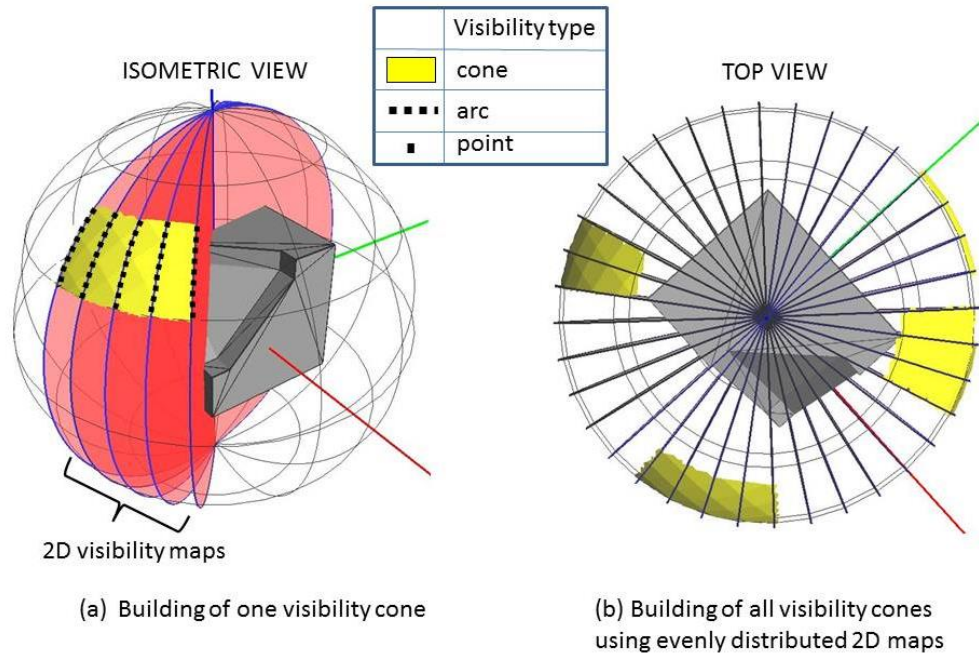 Visibility type
cone
arc
point
ISOMETRIC VIEW
TOP VIEW
2D visibility maps
(a) Building of one visibility cone
(b) Building of all visibility cones
using evenly distributed 2D maps